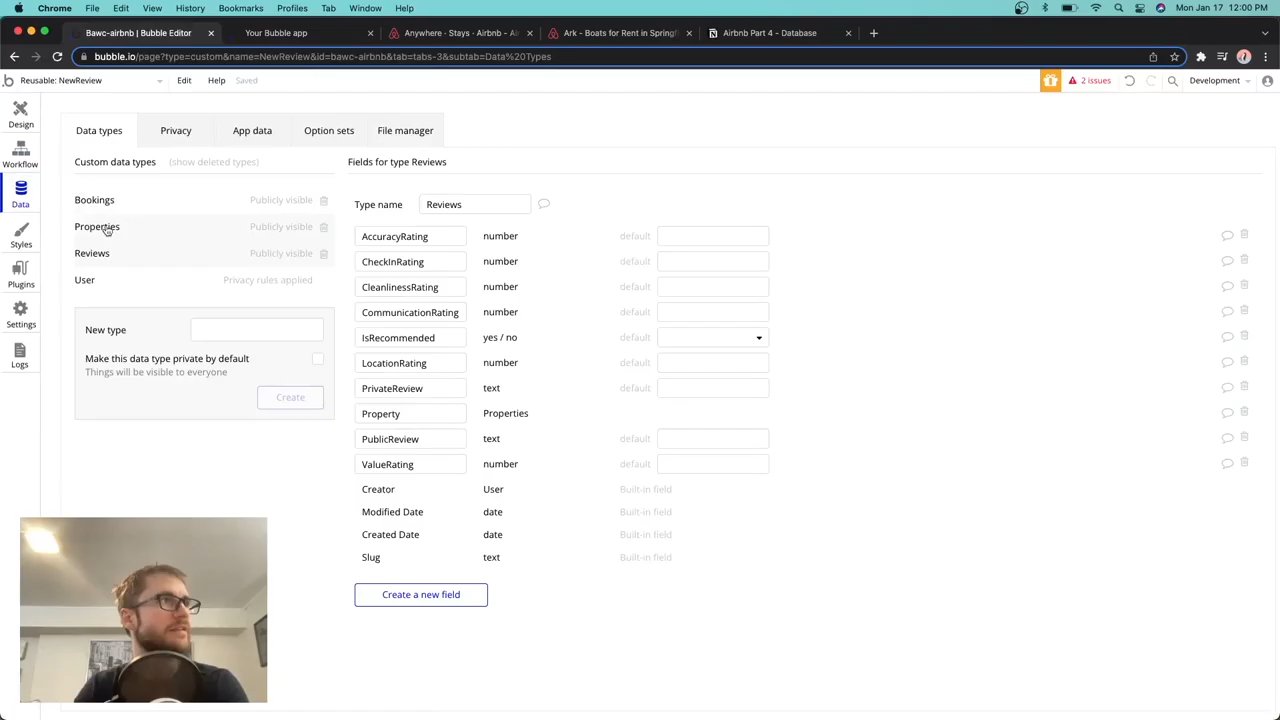 Chrome File Edit View History Bookmarks Profiles Tab Window Help Mon Jan 17 12:00 PM
Bawc-airbnb | Bubble Editor Your Bubble app Anywhere · Stays · Airbnb - Air Ark - Boats for Rent in Springf Airbnb Part 4 - Database
bubble.io/page?type=custom&name=NewReview&id=bawc-airbnb&tab=tabs-3&subtab=Data%20Types
Reusable: NewReview Edit Help Saved 2 issues Development
Design
Workflow
Data
Styles
Plugins
Settings
Logs
Data types Privacy App data Option sets File manager
Custom data types (show deleted types)
Bookings Publicly visible
Properties Publicly visible
Reviews Publicly visible
User Privacy rules applied
New type
Make this data type private by default
Things will be visible to everyone
Create
Fields for type Reviews
Type name Reviews
AccuracyRating number default
CheckInRating number default
CleanlinessRating number default
CommunicationRating number default
IsRecommended yes / no default
LocationRating number default
PrivateReview text default
Property Properties
PublicReview text default
ValueRating number default
Creator User Built-in field
Modified Date date Built-in field
Created Date date Built-in field
Slug text Built-in field
Create a new field